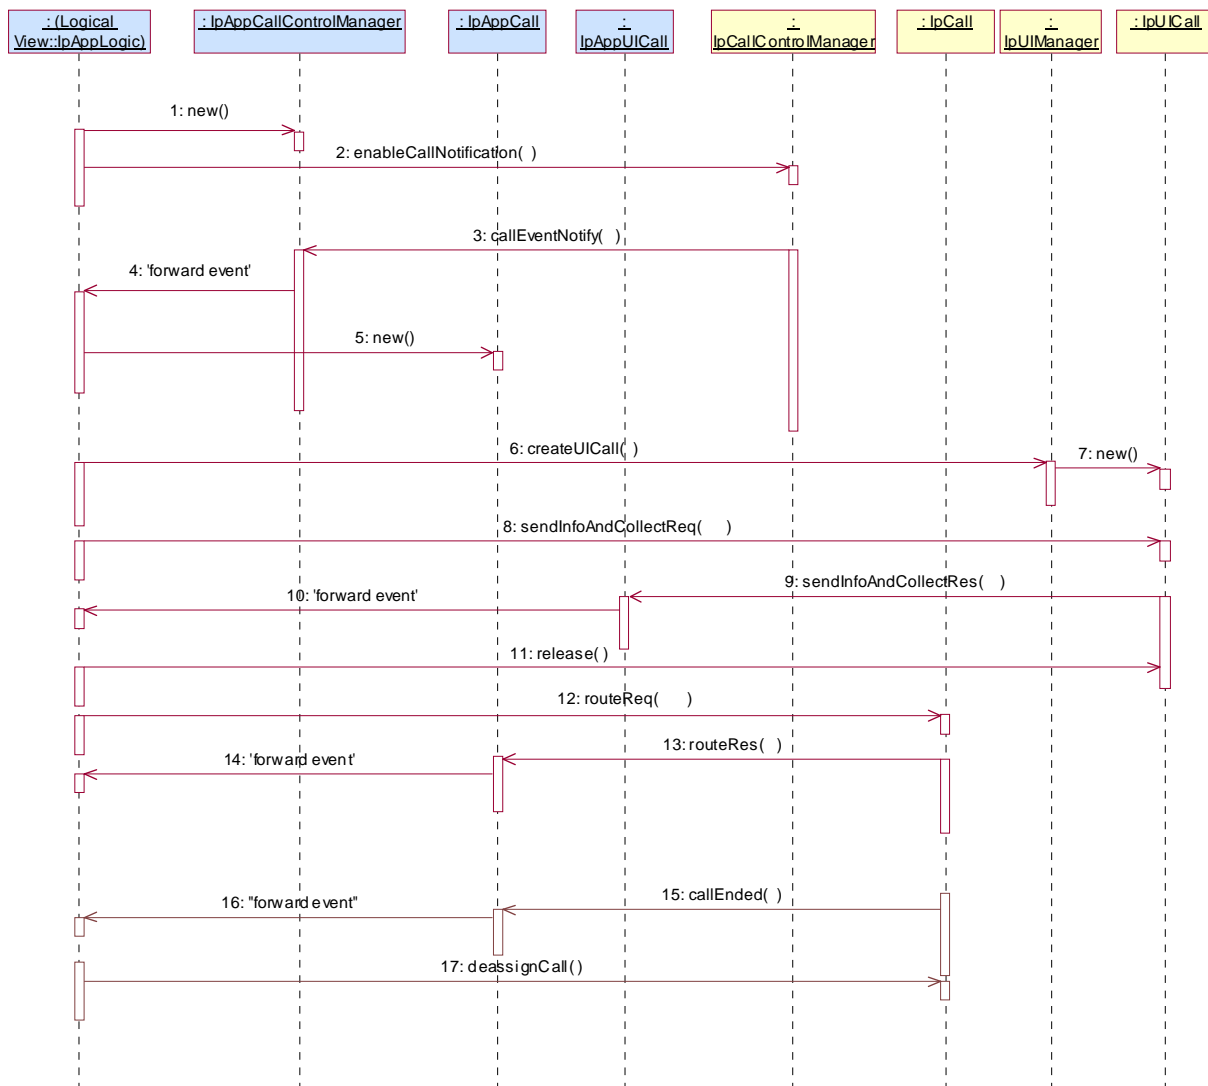 : (Logical
View::IpAppLogic)
: IpAppCallControlManager
: IpAppCall
:
IpAppUICall
:
IpCallControlManager
: IpCall
:
IpUIManager
: IpUICall
1: new()
2: enableCallNotification( )
3: callEventNotify( )
4: 'forward event'
5: new()
6: createUICall( )
7: new()
8: sendInfoAndCollectReq( )
9: sendInfoAndCollectRes( )
10: 'forward event'
11: release( )
12: routeReq( )
13: routeRes( )
14: 'forward event'
15: callEnded( )
16: "forward event"
17: deassignCall( )